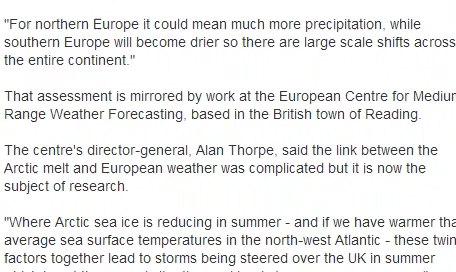 "For northern Europe it could mean much more precipitation, while
southern Europe will become drier so there are large scale shifts across
the entire continent."
That assessment is mirrored by work at the European Centre for
Range Weather Forecasting, based in the British town of Reading.
The centre's director-general, Alan Thorpe, said the link between the
Arctic melt and European weather was complicated but it is now the
subject of research.
"Where Arctic sea ice is reducing in summer - and if we have warmer
average sea surface temperatures in the north-west Atlantic - these twin
factors together lead to storms being steered over the UK in summer